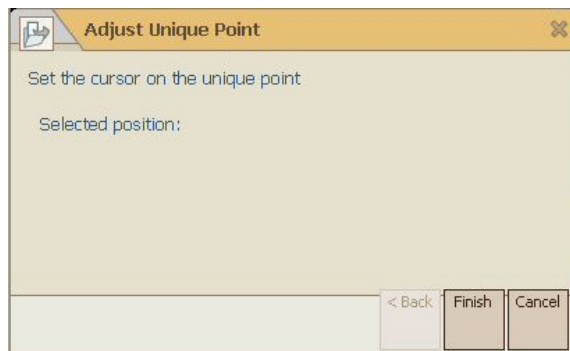 Adjust Unique Point
Set the cursor on the unique point
Selected position:
< Back Finish Cancel